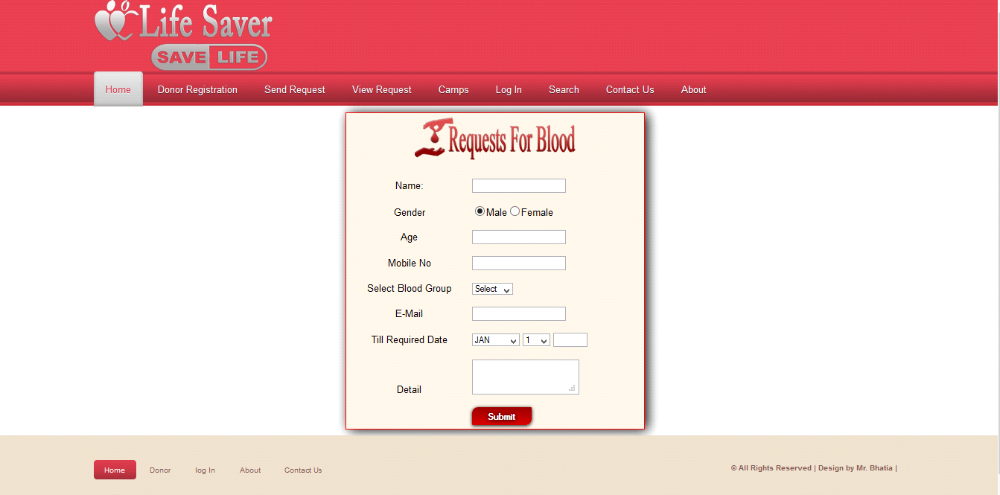 Life Saver
SAVE LIFE
Home Donor Registration Send Request View Request Camps Log In Search Contact Us About
Requests For Blood
Name:
Gender Male Female
Age
Mobile No
Select Blood Group Select
E-Mail
Till Required Date JAN 1
Detail
Submit
Home Donor log In About Contact Us © All Rights Reserved | Design by Mr. Bhatia |